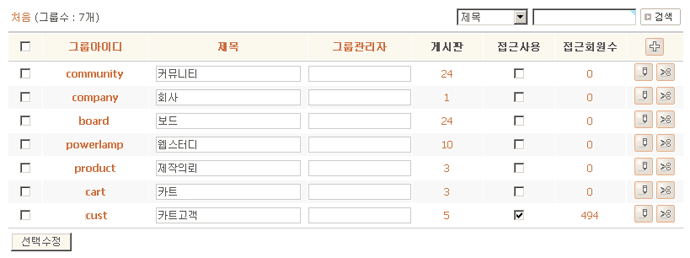 처음 (그룹수 : 7개) 제목 검색
그룹아이디 제목 그룹관리자 게시판 접근사용 접근회원수
community 커뮤니티 24 0
company 회사 1 0
board 보드 24 0
powerlamp 웹스터디 10 0
product 제작의뢰 3 0
cart 카트 3 0
cust 카트고객 5 494
선택수정